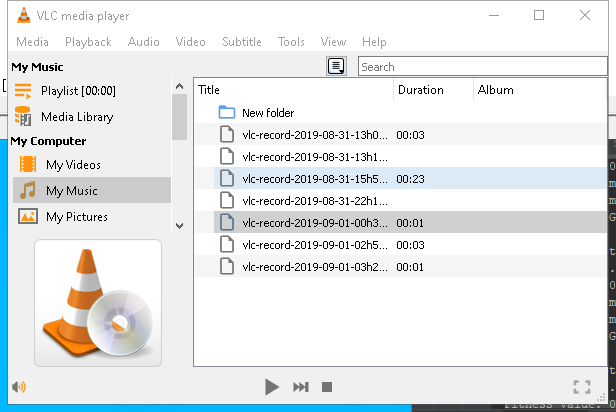 VLC media player
Media Playback Audio Video Subtitle Tools View Help
My Music
Search
Playlist [00:00]
Media Library
My Computer
My Videos
My Music
My Pictures
Title Duration Album
New folder
vlc-record-2019-08-31-13h0... 00:03
vlc-record-2019-08-31-13h1...
vlc-record-2019-08-31-15h5... 00:23
vlc-record-2019-08-31-22h1...
vlc-record-2019-09-01-00h3... 00:01
vlc-record-2019-09-01-02h5... 00:03
vlc-record-2019-09-01-03h2... 00:01